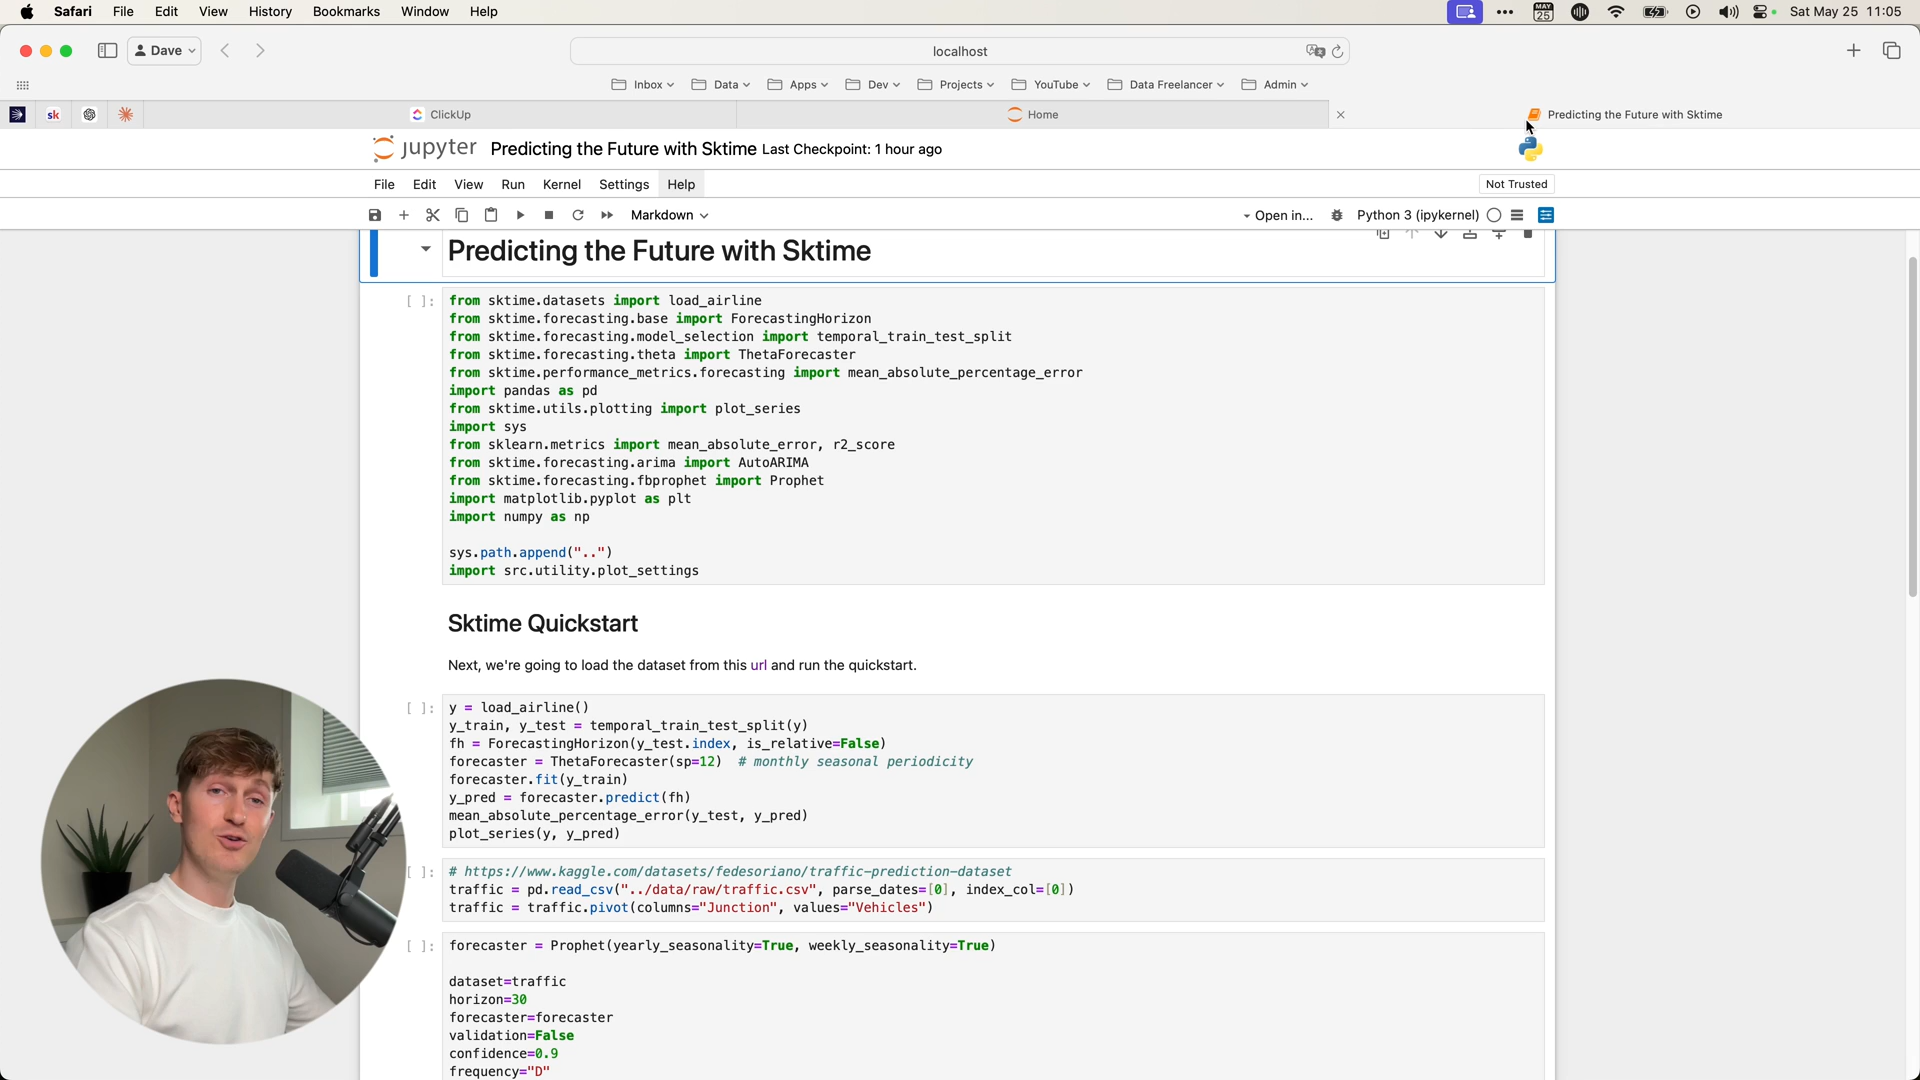 Safari File Edit View History Bookmarks Window Help
MAY 25
Sat May 25 11:05
Dave
localhost
Inbox Data Apps Dev Projects YouTube Data Freelancer Admin
sk ClickUp Home Predicting the Future with Sktime
jupyter Predicting the Future with Sktime Last Checkpoint: 1 hour ago
File Edit View Run Kernel Settings Help
Not Trusted
Markdown Open in... Python 3 (ipykernel)
Predicting the Future with Sktime
[ ]: from sktime.datasets import load_airline
from sktime.forecasting.base import ForecastingHorizon
from sktime.forecasting.model_selection import temporal_train_test_split
from sktime.forecasting.theta import ThetaForecaster
from sktime.performance_metrics.forecasting import mean_absolute_percentage_error
import pandas as pd
from sktime.utils.plotting import plot_series
import sys
from sklearn.metrics import mean_absolute_error, r2_score
from sktime.forecasting.arima import AutoARIMA
from sktime.forecasting.fbprophet import Prophet
import matplotlib.pyplot as plt
import numpy as np
sys.path.append("..")
import src.utility.plot_settings
Sktime Quickstart
Next, we're going to load the dataset from this url and run the quickstart.
[ ]: y = load_airline()
y_train, y_test = temporal_train_test_split(y)
fh = ForecastingHorizon(y_test.index, is_relative=False)
forecaster = ThetaForecaster(sp=12)  # monthly seasonal periodicity
forecaster.fit(y_train)
y_pred = forecaster.predict(fh)
mean_absolute_percentage_error(y_test, y_pred)
plot_series(y, y_pred)
[ ]: # https://www.kaggle.com/datasets/fedesoriano/traffic-prediction-dataset
traffic = pd.read_csv("../data/raw/traffic.csv", parse_dates=[0], index_col=[0])
traffic = traffic.pivot(columns="Junction", values="Vehicles")
[ ]: forecaster = Prophet(yearly_seasonality=True, weekly_seasonality=True)
dataset=traffic
horizon=30
forecaster=forecaster
validation=False
confidence=0.9
frequency="D"